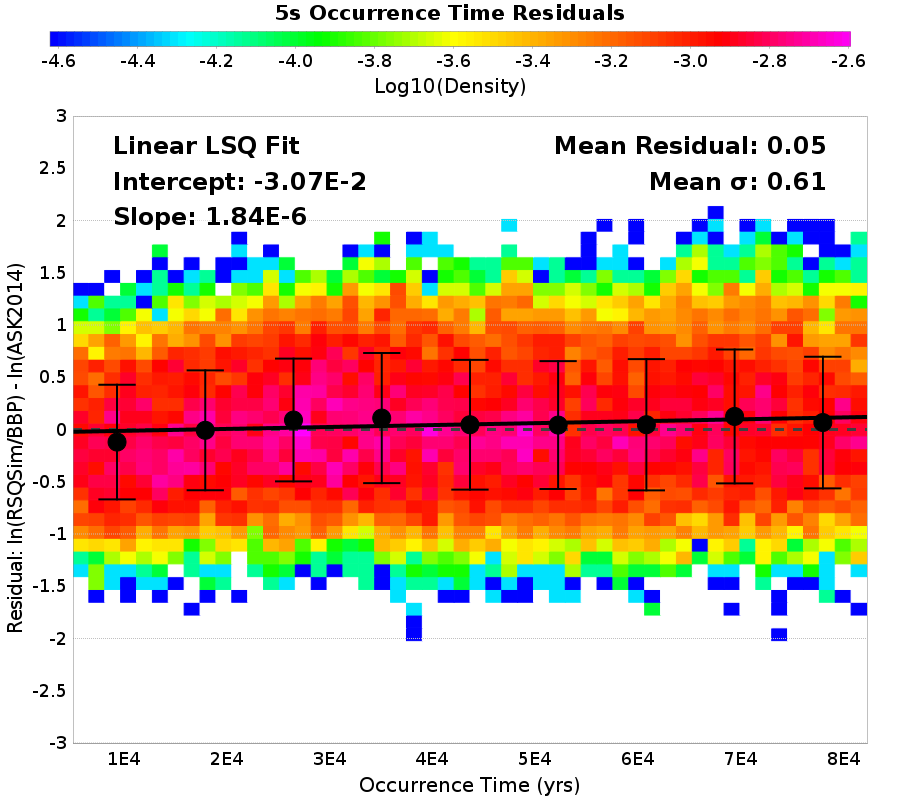 5s Occurrence Time Residuals
-4.6 -4.4 -4.2 -4.0 -3.8 -3.6 -3.4 -3.2 -3.0 -2.8 -2.6
Log10(Density)
Linear LSQ Fit
Intercept: -3.07E-2
Slope: 1.84E-6
Mean Residual: 0.05
Mean σ: 0.61
Residual: ln(RSQSim/BBP) - ln(ASK2014)
3
2.5
2
1.5
1
0.5
0
-0.5
-1
-1.5
-2
-2.5
-3
1E4 2E4 3E4 4E4 5E4 6E4 7E4 8E4
Occurrence Time (yrs)